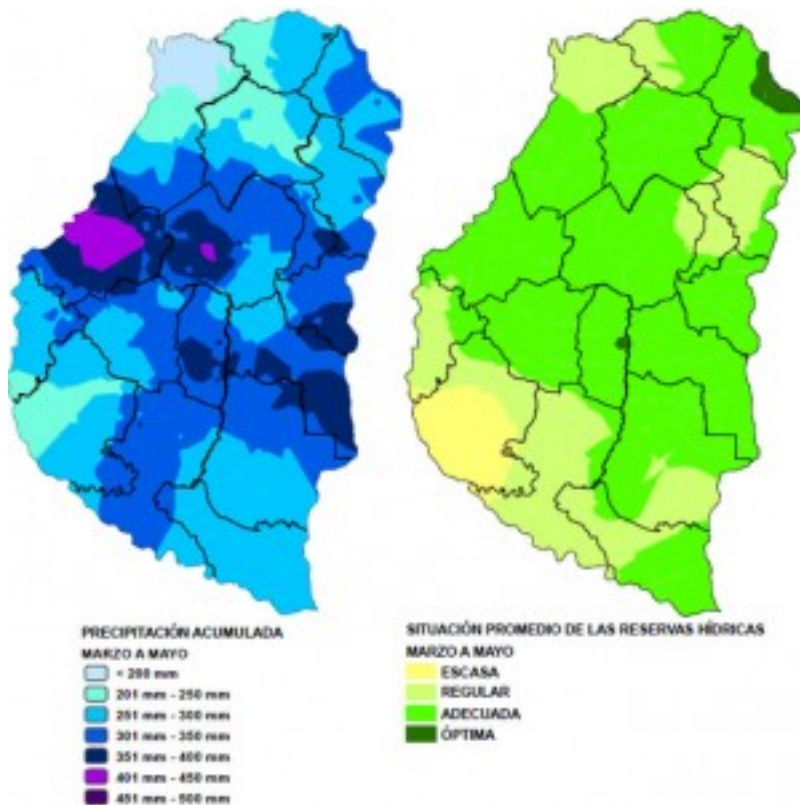 PRECIPITACIÓN ACUMULADA
MARZO A MAYO
< 200 mm
201 mm - 250 mm
251 mm - 300 mm
301 mm - 350 mm
351 mm - 400 mm
401 mm - 450 mm
451 mm - 500 mm
SITUACIÓN PROMEDIO DE LAS RESERVAS HÍDRICAS
MARZO A MAYO
ESCASA
REGULAR
ADECUADA
ÓPTIMA